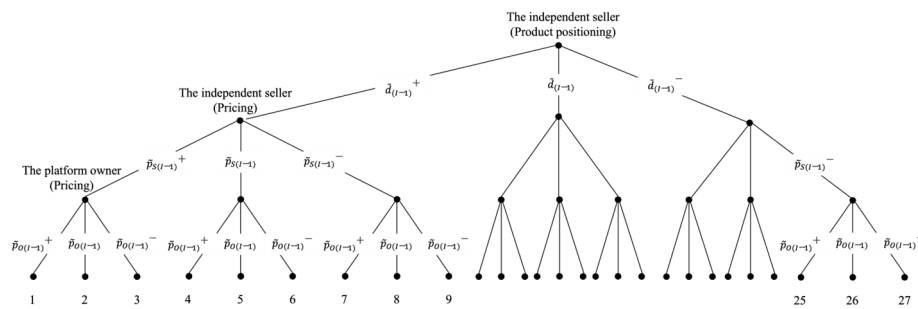 The independent seller
(Product positioning)
d̃(I−1)⁺
d̃(I−1)
d̃(I−1)⁻
The independent seller
(Pricing)
p̃S(I−1)⁺
p̃S(I−1)
p̃S(I−1)⁻
p̃S(I−1)⁻
The platform owner
(Pricing)
p̃O(I−1)⁺ p̃O(I−1) p̃O(I−1)⁻ p̃O(I−1)⁺ p̃O(I−1) p̃O(I−1)⁻ p̃O(I−1)⁺ p̃O(I−1) p̃O(I−1)⁻ p̃O(I−1)⁺ p̃O(I−1) p̃O(I−1)⁻
1 2 3 4 5 6 7 8 9 25 26 27